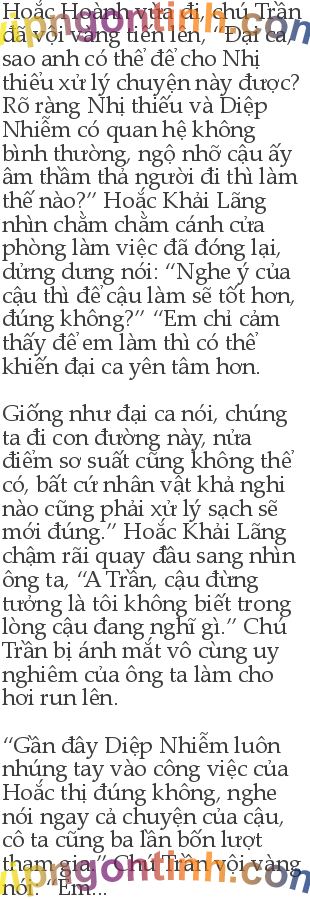 Hoắc Hoành vừa đi, chú Trần
đã vội vàng tiến lên, “Đại ca,
sao anh có thể để cho Nhị
thiếu xử lý chuyện này được?
Rõ ràng Nhị thiếu và Diệp
Nhiễm có quan hệ không
bình thường, ngộ nhỡ cậu ấy
âm thầm thả người đi thì làm
thế nào?” Hoắc Khải Lãng
nhìn chằm chằm cánh cửa
phòng làm việc đã đóng lại,
dửng dưng nói: “Nghe ý của
cậu thì để cậu làm sẽ tốt hơn,
đúng không?” “Em chỉ cảm
thấy để em làm thì có thể
khiến đại ca yên tâm hơn.
Giống như đại ca nói, chúng
ta đi con đường này, nửa
điểm sơ suất cũng không thể
có, bất cứ nhân vật khả nghi
nào cũng phải xử lý sạch sẽ
mới đúng.” Hoắc Khải Lãng
chậm rãi quay đầu sang nhìn
ông ta, “A Trần, cậu đừng
tưởng là tôi không biết trong
lòng cậu đang nghĩ gì.” Chú
Trần bị ánh mắt vô cùng uy
nghiêm của ông ta làm cho
hơi run lên.
“Gần đây Diệp Nhiễm luôn
nhúng tay vào công việc của
Hoắc thị đúng không, nghe
nói ngay cả chuyện của cậu,
cô ta cũng ba lần bốn lượt
tham gia.” Chú Trần vội vàng
nói: “Em...
vipngontinh.com
vipngontinh.com